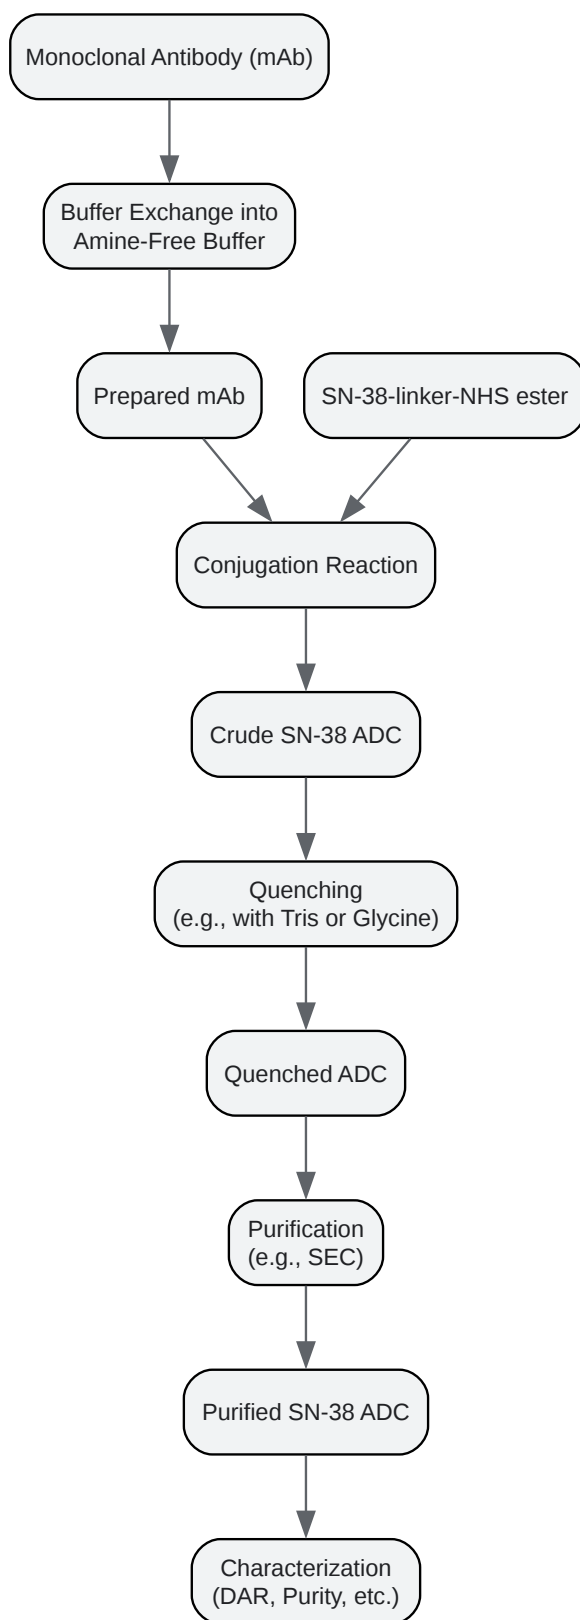 Monoclonal Antibody (mAb)
Buffer Exchange into
Amine-Free Buffer
Prepared mAb
SN-38-linker-NHS ester
Conjugation Reaction
Crude SN-38 ADC
Quenching
(e.g., with Tris or Glycine)
Quenched ADC
Purification
(e.g., SEC)
Purified SN-38 ADC
Characterization
(DAR, Purity, etc.)